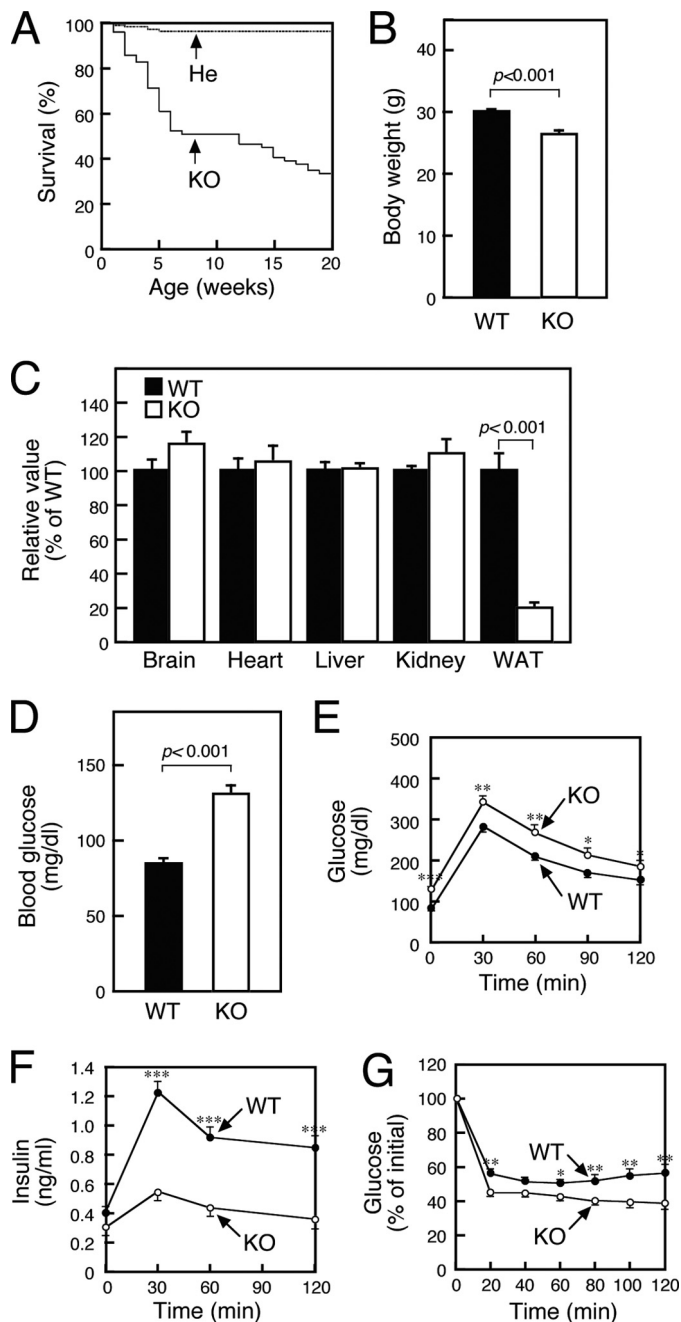 A
100
80
60
40
20
0
Survival (%)
He
KO
0 5 10 15 20
Age (weeks)
B
40
30
20
10
0
Body weight (g)
p<0.001
WT KO
C
WT
KO
140
120
100
80
60
40
20
0
Relative value
(% of WT)
p< 0.001
Brain Heart Liver Kidney WAT
D
150
100
50
0
Blood glucose
(mg/dl)
p< 0.001
WT KO
E
500
400
300
200
100
0
Glucose
(mg/dl)
*** ** ** * *
KO
WT
0 30 60 90 120
Time (min)
F
1.4
1.2
1.0
0.8
0.6
0.4
0.2
0
Insulin
(ng/ml)
*** *** ***
WT
KO
0 30 60 120
Time (min)
G
120
100
80
60
40
20
0
Glucose
(% of initial)
** * ** ** **
WT
KO
0 20 40 60 80 100 120
Time (min)